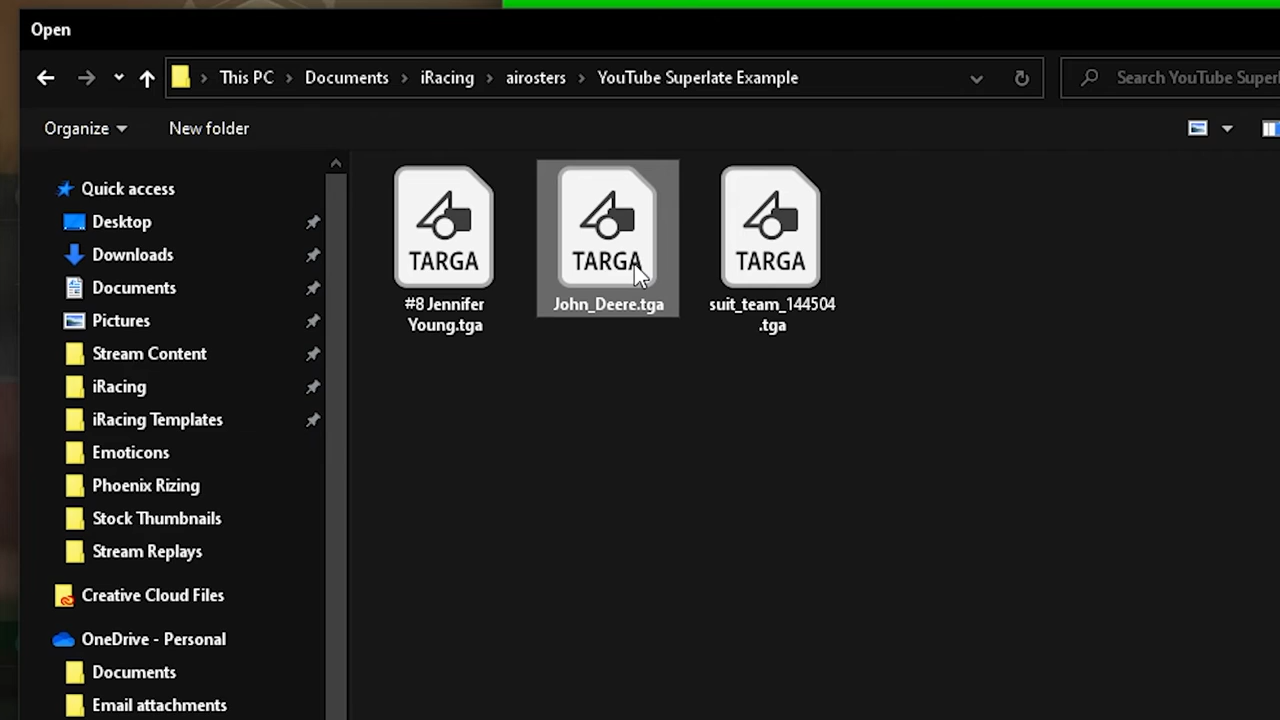 Open
This PC > Documents > iRacing > airosters > YouTube Superlate Example
Search YouTube Superl
Organize
New folder
Quick access
Desktop
Downloads
Documents
Pictures
Stream Content
iRacing
iRacing Templates
Emoticons
Phoenix Rizing
Stock Thumbnails
Stream Replays
Creative Cloud Files
OneDrive - Personal
Documents
Email attachments
TARGA
#8 Jennifer
Young.tga
TARGA
John_Deere.tga
TARGA
suit_team_144504
.tga